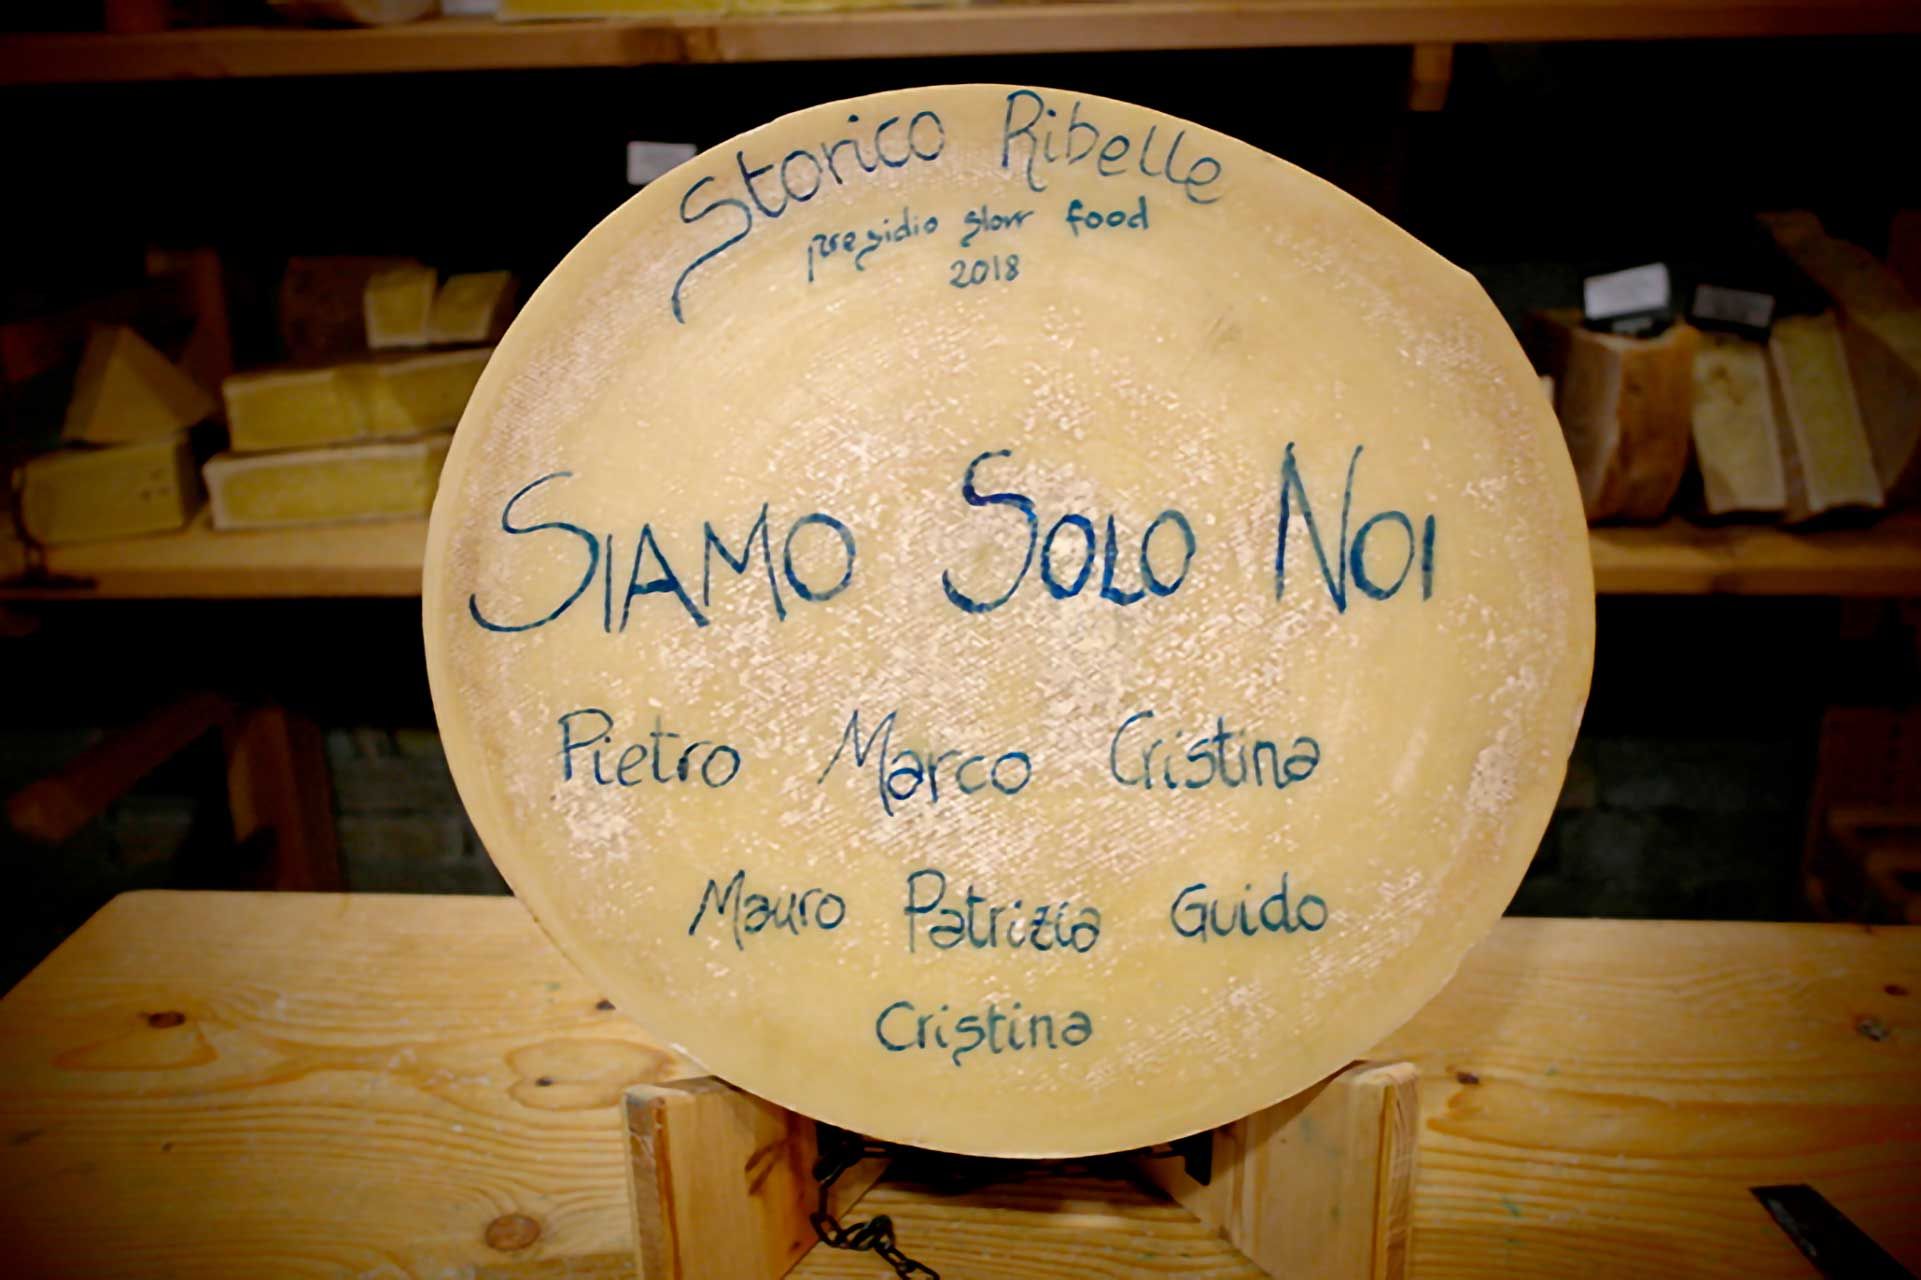 Storico Ribelle
presidio slow food
2018
SIAMO SOLO NOI
Pietro Marco Cristina
Mauro Patrizia Guido
Cristina